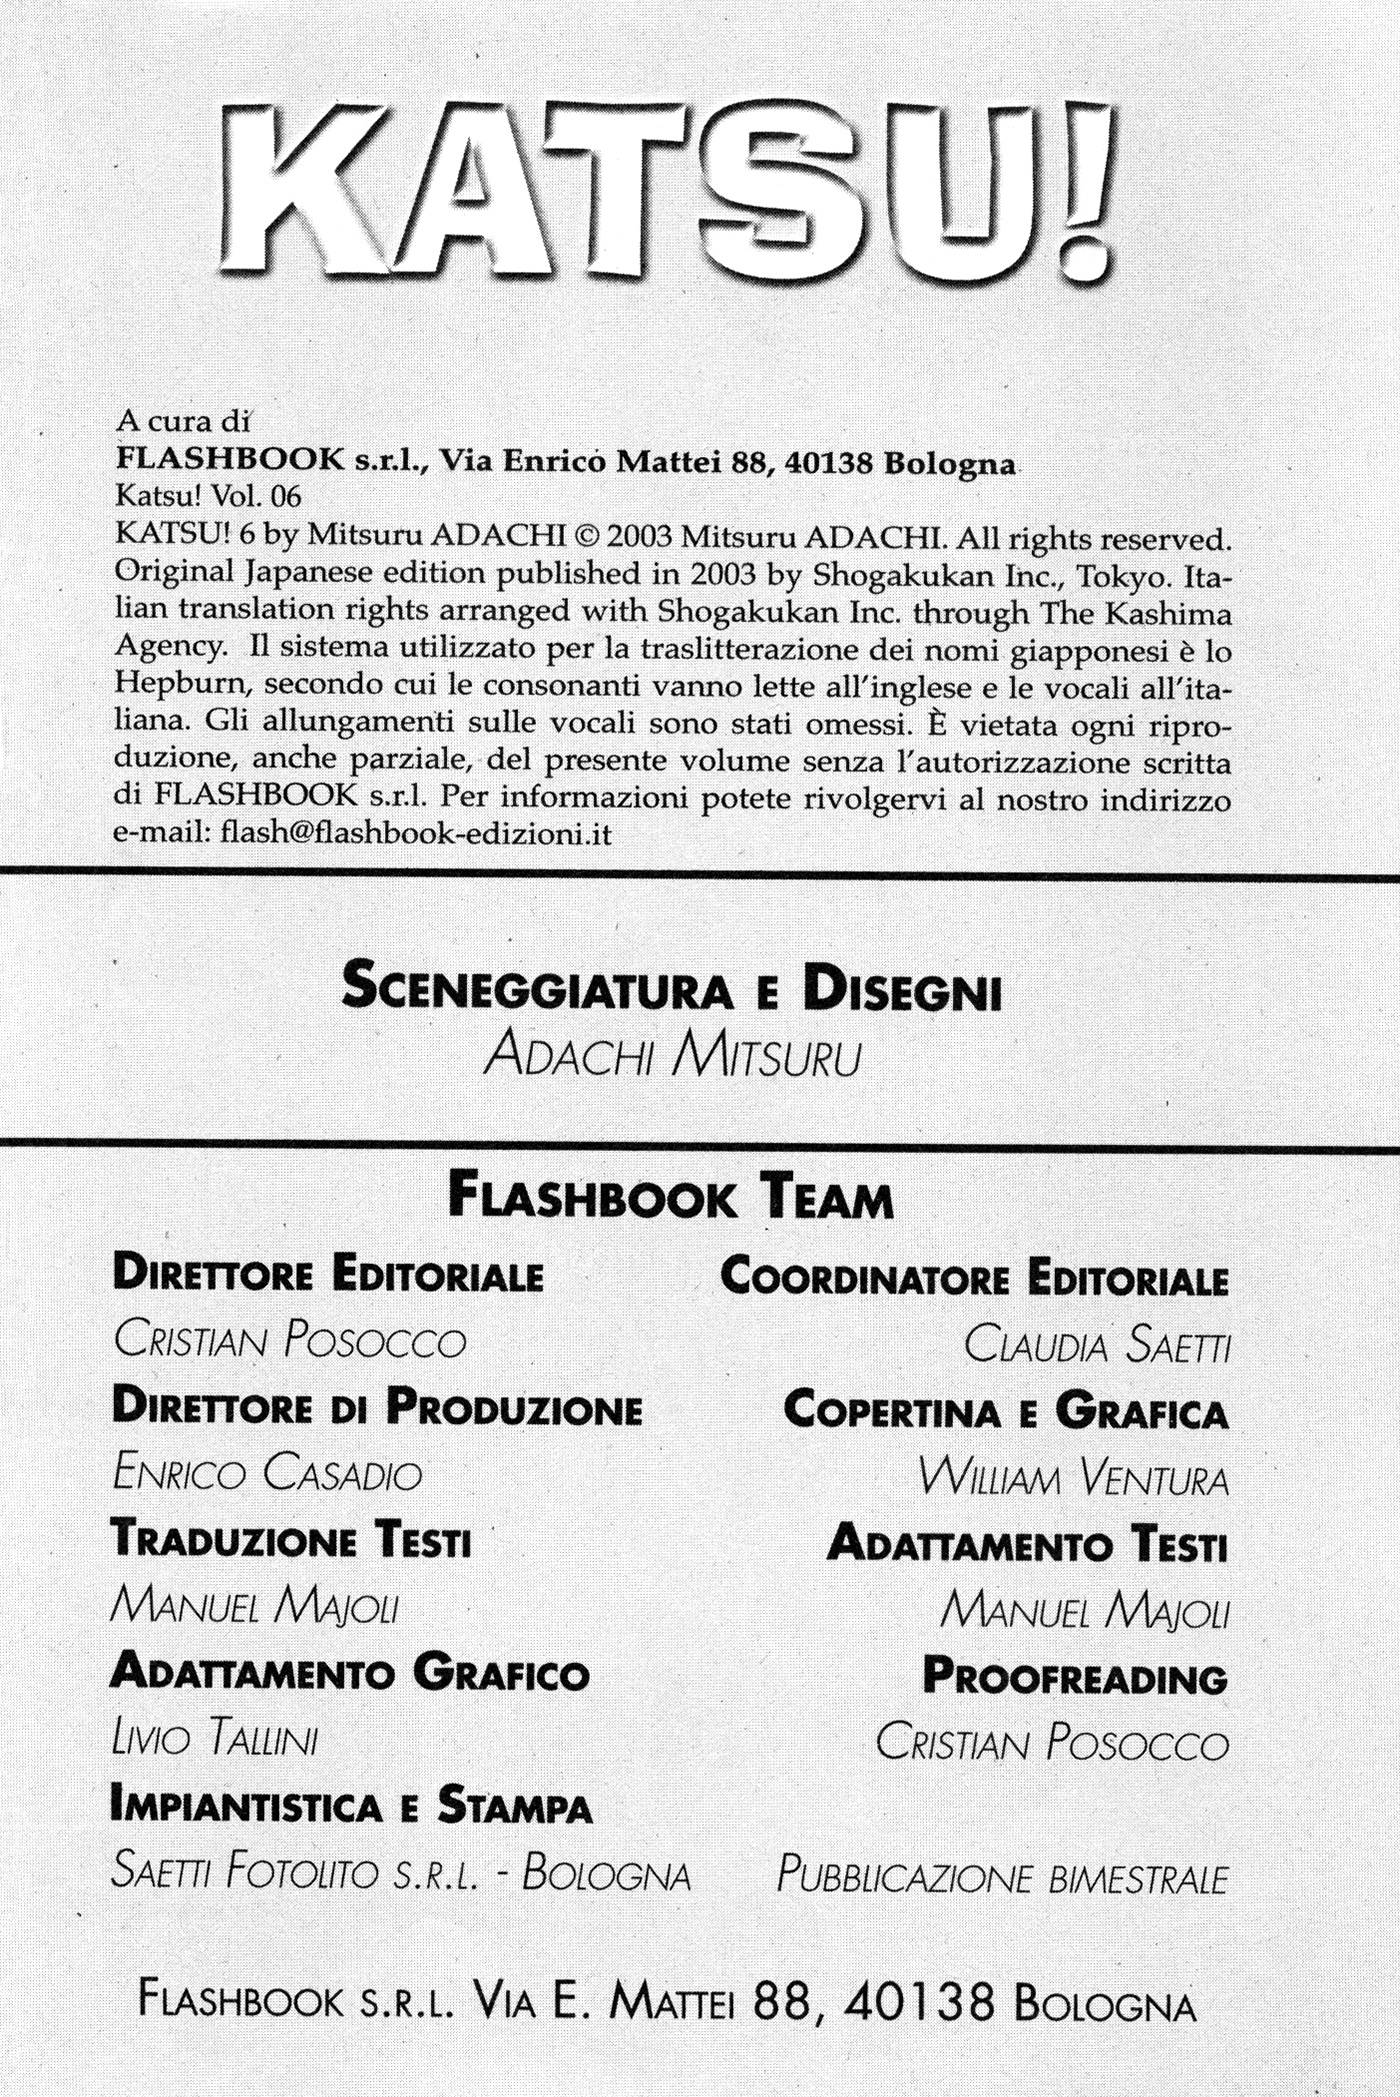 KATSU!
A cura di
FLASHBOOK s.r.l., Via Enrico Mattei 88, 40138 Bologna
Katsu! Vol. 06
KATSU! 6 by Mitsuru ADACHI © 2003 Mitsuru ADACHI. All rights reserved.
Original Japanese edition published in 2003 by Shogakukan Inc., Tokyo. Ita-
lian translation rights arranged with Shogakukan Inc. through The Kashima
Agency. Il sistema utilizzato per la traslitterazione dei nomi giapponesi è lo
Hepburn, secondo cui le consonanti vanno lette all'inglese e le vocali all'ita-
liana. Gli allungamenti sulle vocali sono stati omessi. È vietata ogni ripro-
duzione, anche parziale, del presente volume senza l'autorizzazione scritta
di FLASHBOOK s.r.l. Per informazioni potete rivolgervi al nostro indirizzo
e-mail: flash@flashbook-edizioni.it
SCENEGGIATURA E DISEGNI
ADACHI MITSURU
FLASHBOOK TEAM
DIRETTORE EDITORIALE
CRISTIAN POSOCCO
COORDINATORE EDITORIALE
CLAUDIA SAETTI
DIRETTORE DI PRODUZIONE
ENRICO CASADIO
COPERTINA E GRAFICA
WILLIAM VENTURA
TRADUZIONE TESTI
MANUEL MAJOLI
ADATTAMENTO TESTI
MANUEL MAJOLI
ADATTAMENTO GRAFICO
LIVIO TALLINI
PROOFREADING
CRISTIAN POSOCCO
IMPIANTISTICA E STAMPA
SAETTI FOTOLITO S.R.L. - BOLOGNA
PUBBLICAZIONE BIMESTRALE
FLASHBOOK S.R.L. VIA E. MATTEI 88, 40138 BOLOGNA